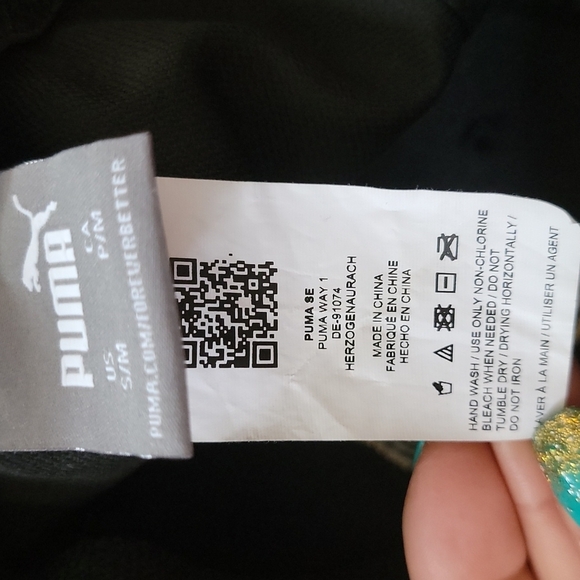 PUMA
US CA
S/M P/M
PUMA.COM/FOREVERBETTER
PUMA SE
PUMA WAY 1
DE-91074
HERZOGENAURACH
MADE IN CHINA
FABRIQUÉ EN CHINE
HECHO EN CHINA
HAND WASH / USE ONLY NON-CHLORINE
BLEACH WHEN NEEDED / DO NOT
TUMBLE DRY / DRYING HORIZONTALLY /
DO NOT IRON
À LA MAIN / UTILISER UN AGENT